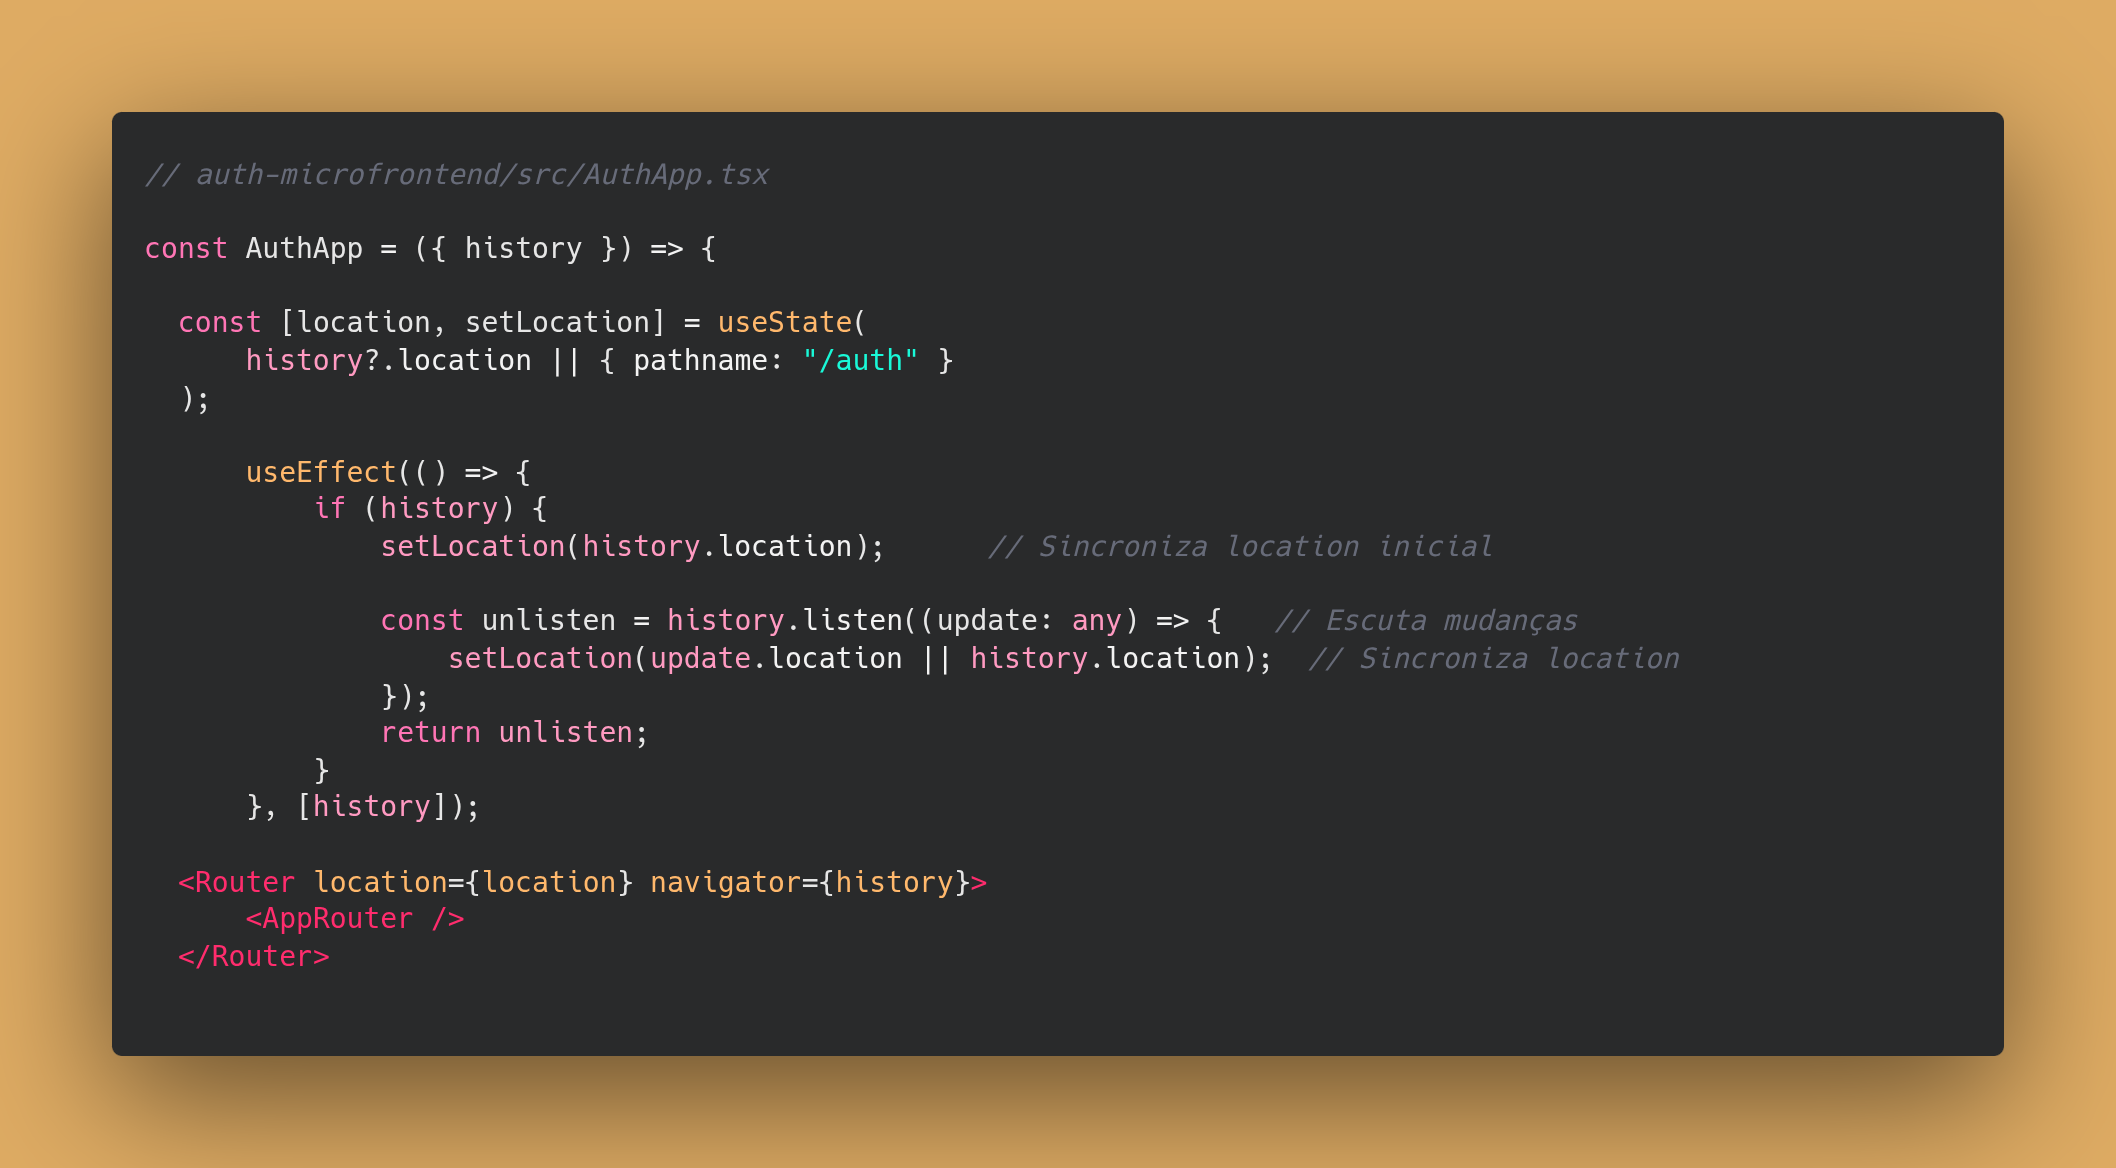 // auth-microfrontend/src/AuthApp.tsx
const AuthApp = ({ history }) => {
const [location, setLocation] = useState(
history?.location || { pathname: "/auth" }
);
useEffect(() => {
if (history) {
setLocation(history.location);      // Sincroniza location inicial
const unlisten = history.listen((update: any) => {   // Escuta mudanças
setLocation(update.location || history.location);  // Sincroniza location
});
return unlisten;
}
}, [history]);
<Router location={location} navigator={history}>
<AppRouter />
</Router>